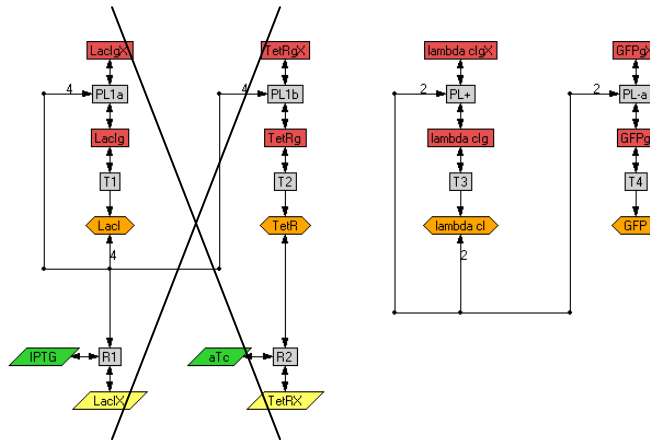 LacIgX TetRgX lambda cIgX GFPgX
4 PL1a 4 PL1b 2 PL+ 2 PL-a
LacIg TetRg lambda cIg GFPg
T1 T2 T3 T4
LacI TetR lambda cI GFP
4 2
IPTG R1 aTc R2
LacIX TetRX